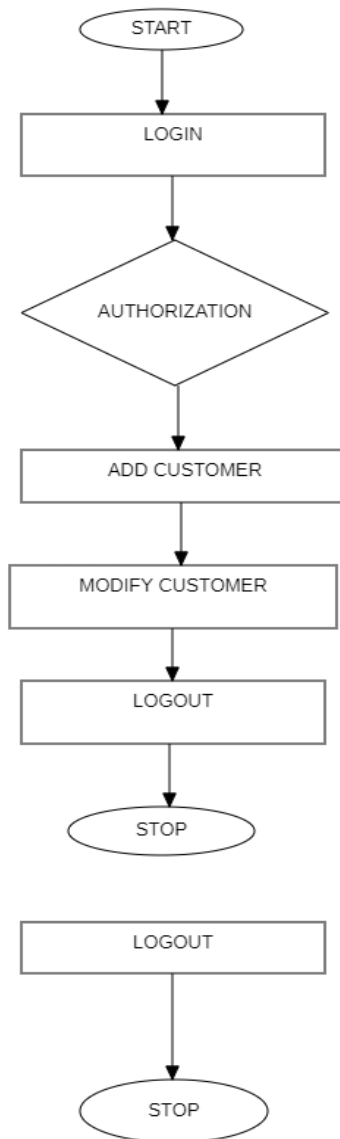 START
LOGIN
AUTHORIZATION
ADD CUSTOMER
MODIFY CUSTOMER
LOGOUT
STOP
LOGOUT
STOP